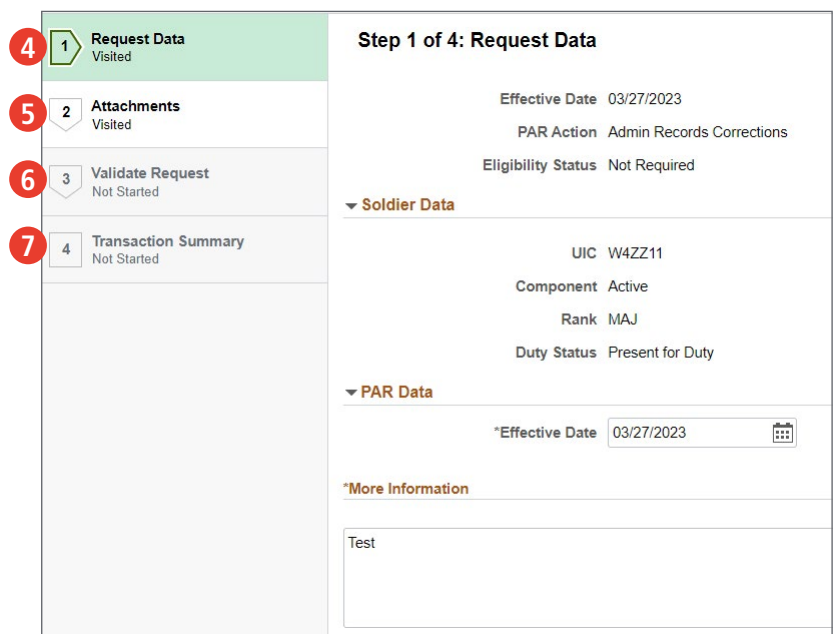 4
1
Request Data
Visited
5
2
Attachments
Visited
6
3
Validate Request
Not Started
7
4
Transaction Summary
Not Started
Step 1 of 4: Request Data
Effective Date 03/27/2023
PAR Action Admin Records Corrections
Eligibility Status Not Required
Soldier Data
UIC W4ZZ11
Component Active
Rank MAJ
Duty Status Present for Duty
PAR Data
*Effective Date 03/27/2023
*More Information
Test